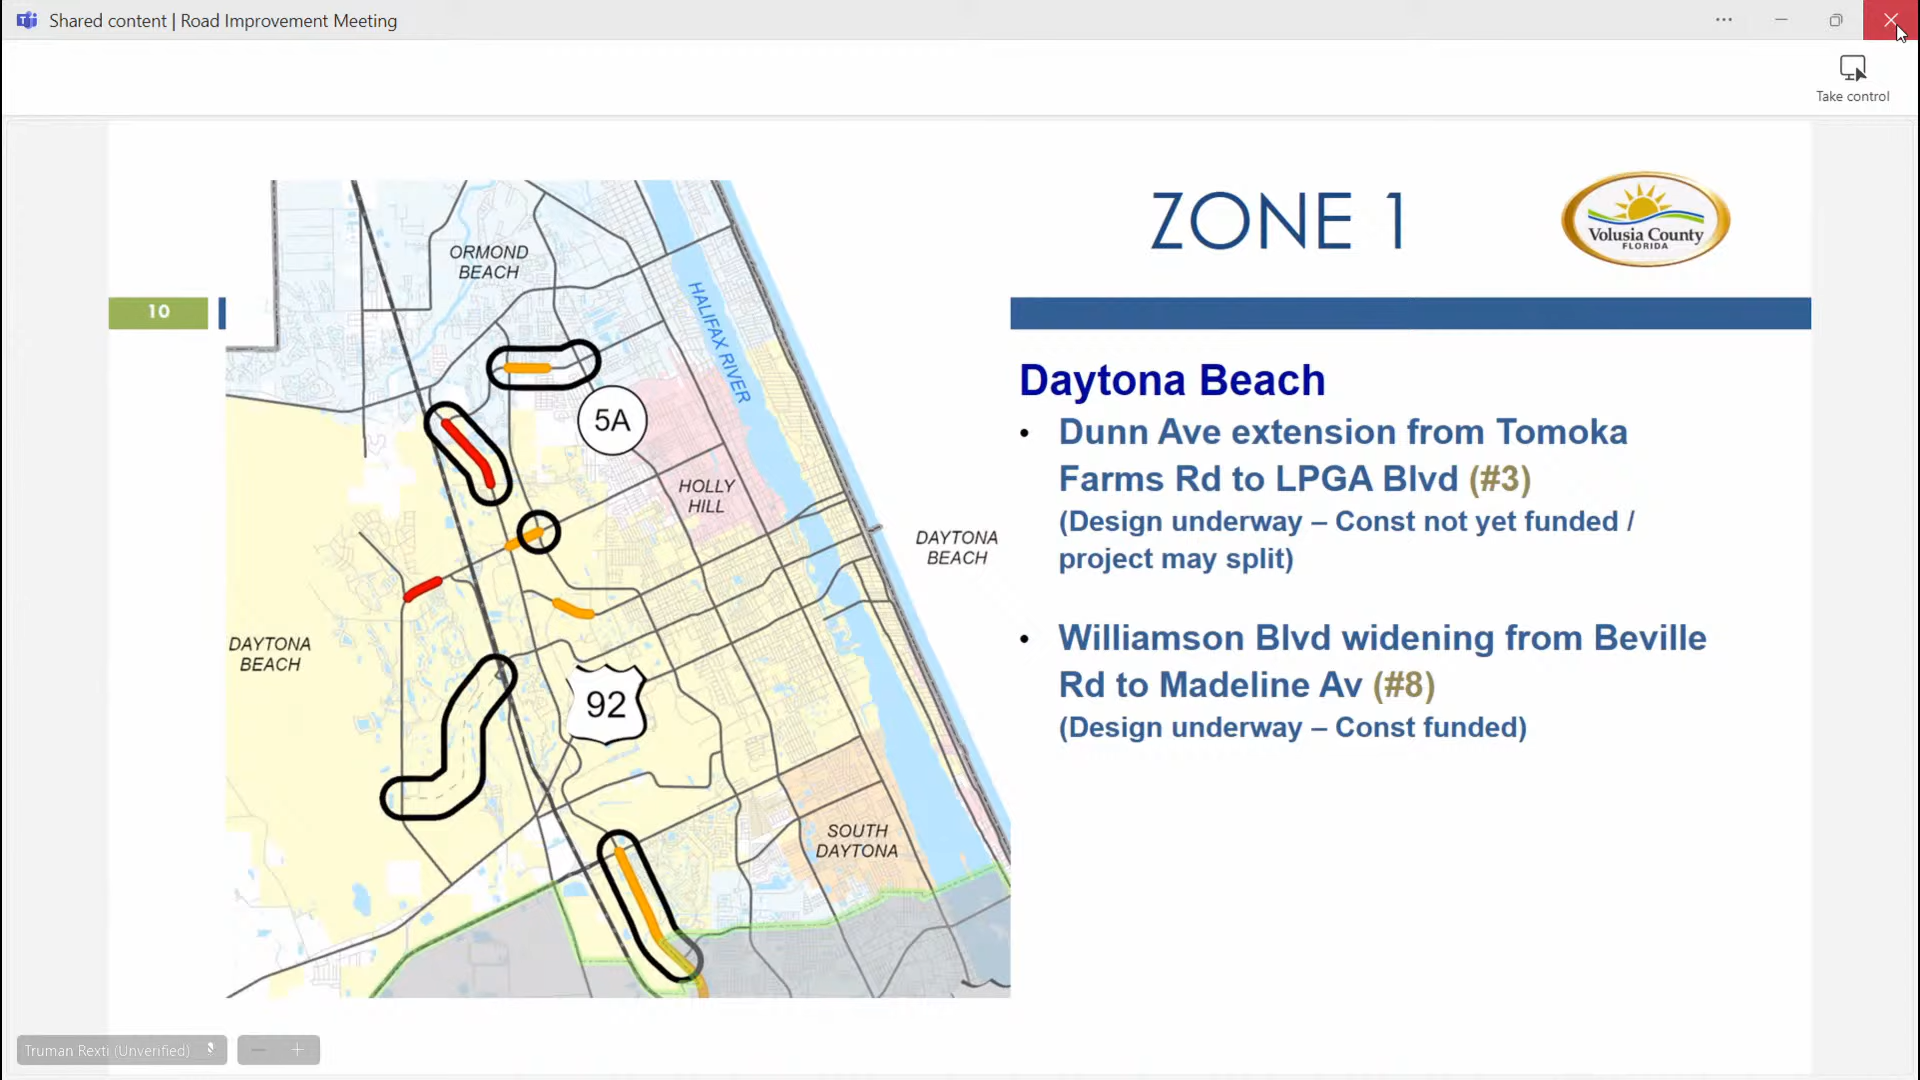 Shared content | Road Improvement Meeting
Take control
ZONE 1
Volusia County
FLORIDA
10
ORMOND
BEACH
HALIFAX RIVER
5A
HOLLY
HILL
DAYTONA
BEACH
DAYTONA
BEACH
92
SOUTH
DAYTONA
Daytona Beach
• Dunn Ave extension from Tomoka
Farms Rd to LPGA Blvd (#3)
(Design underway – Const not yet funded /
project may split)
• Williamson Blvd widening from Beville
Rd to Madeline Av (#8)
(Design underway – Const funded)
Truman Rexti (Unverified)